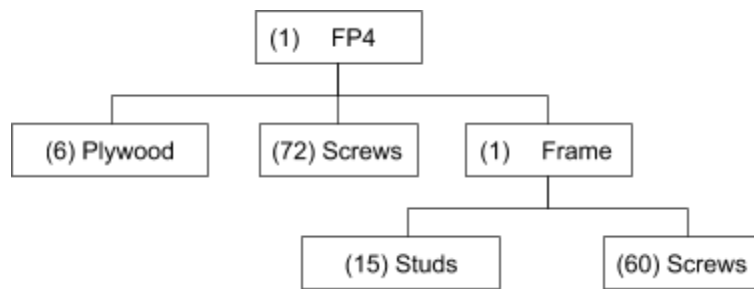 (1) FP4
(6) Plywood
(72) Screws
(1) Frame
(15) Studs
(60) Screws